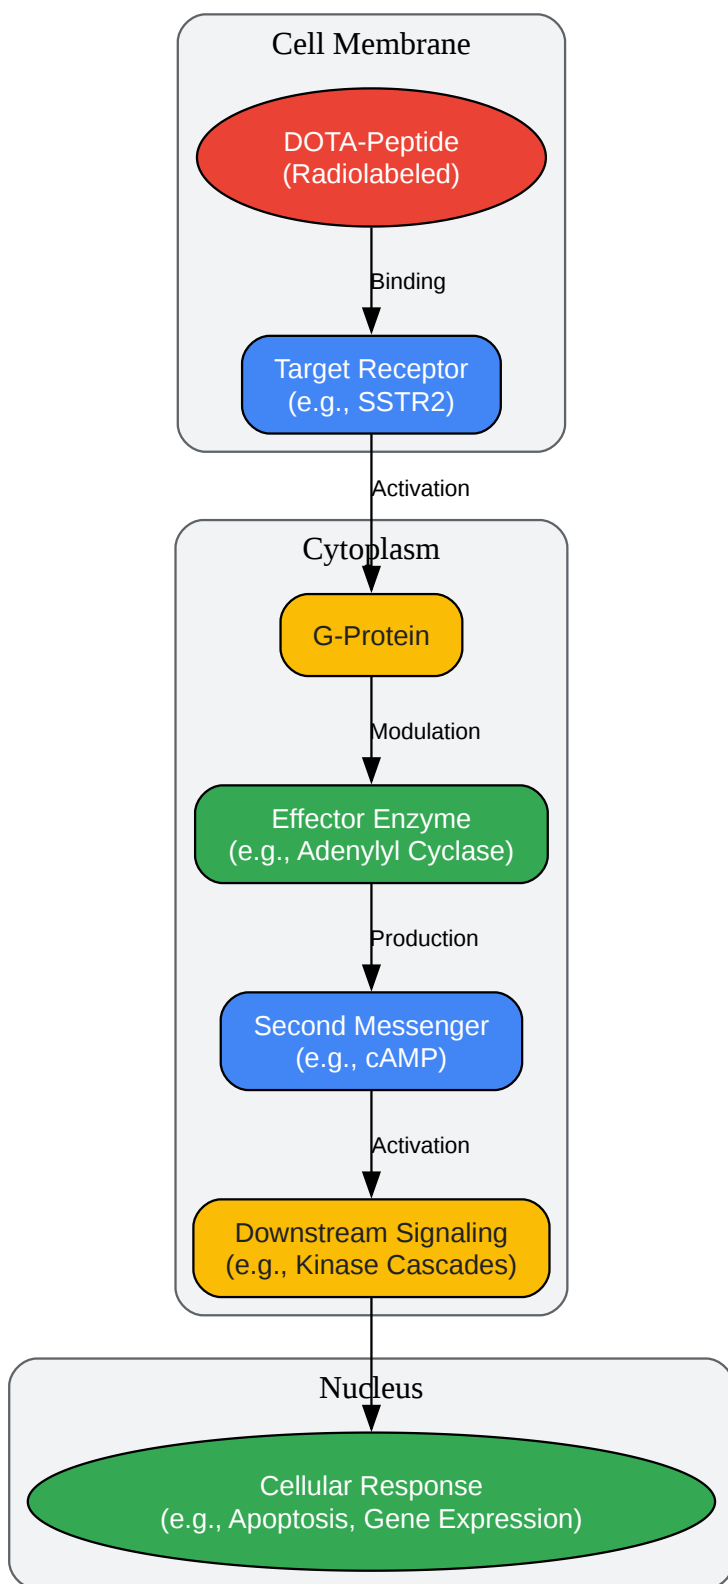 Cell Membrane
DOTA-Peptide
(Radiolabeled)
Binding
Target Receptor
(e.g., SSTR2)
Activation
Cytoplasm
G-Protein
Modulation
Effector Enzyme
(e.g., Adenylyl Cyclase)
Production
Second Messenger
(e.g., cAMP)
Activation
Downstream Signaling
(e.g., Kinase Cascades)
Nucleus
Cellular Response
(e.g., Apoptosis, Gene Expression)